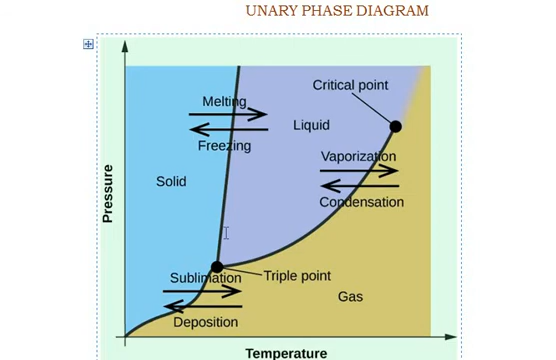 UNARY PHASE DIAGRAM
Critical point
Melting
Liquid
Freezing
Vaporization
Solid
Condensation
Pressure
Sublimation
Triple point
Gas
Deposition
Temperature